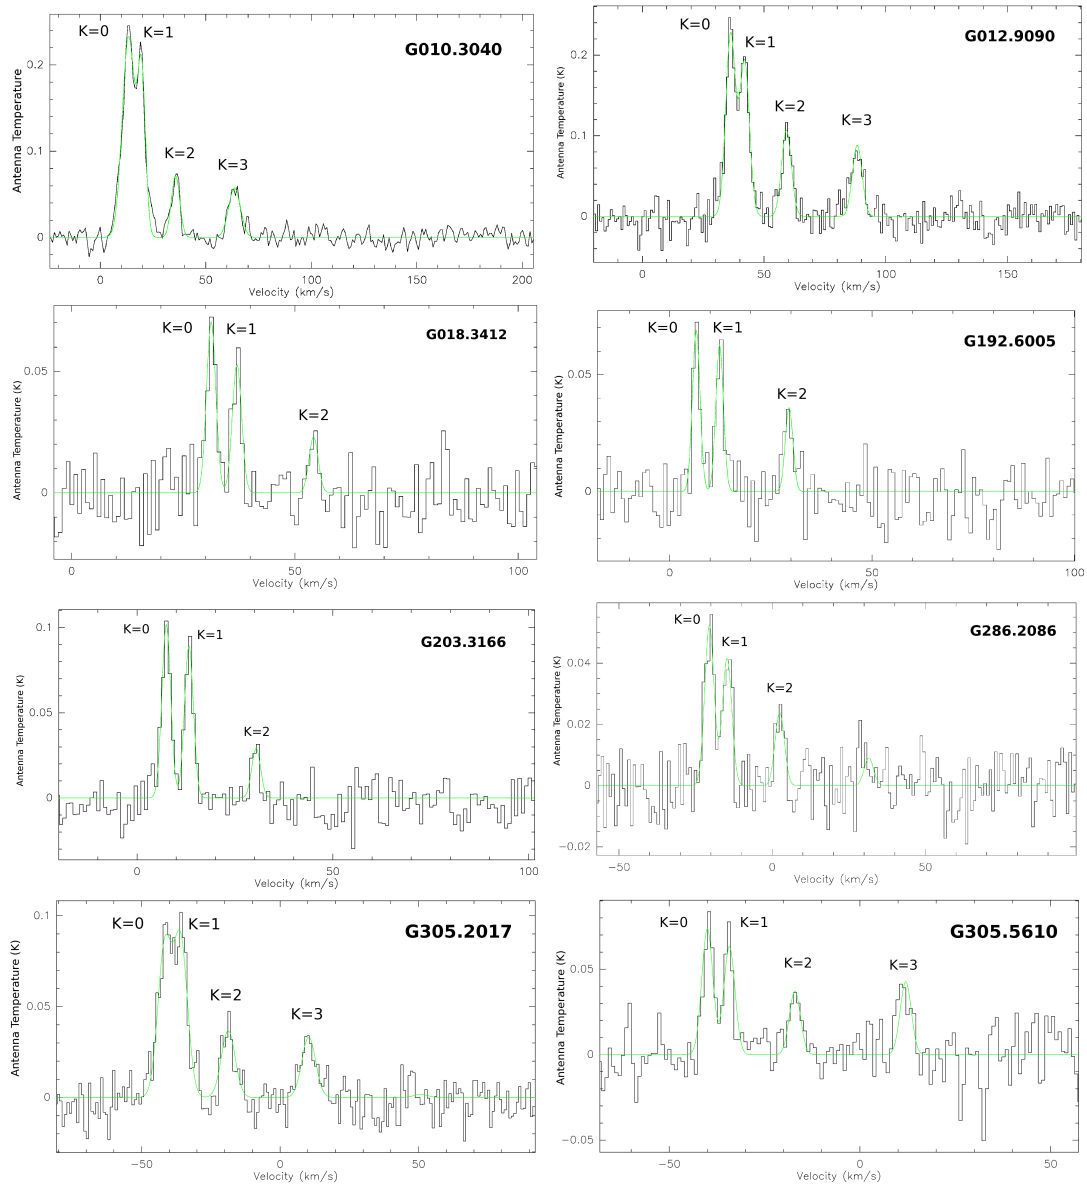 K=0 K=1
G010.3040
K=2
K=3
0.2
0.1
0
Antenna Temperature
0 50 100 150 200
Velocity (km/s)
K=0
K=1
G012.9090
K=2
K=3
0.2
0.1
0
Antenna Temperature (K)
0 50 100 150
Velocity (km/s)
K=0 K=1
G018.3412
K=2
0.05
0
Antenna Temperature (K)
0 50 100
Velocity (km/s)
K=0 K=1
G192.6005
K=2
0.05
0
Antenna Temperature (K)
0 50 100
Velocity (km/s)
K=0 K=1
G203.3166
K=2
0.1
0.05
0
Antenna Temperature (K)
0 50 100
Velocity (km/s)
K=0
K=1
G286.2086
K=2
0.04
0.02
0
−0.02
Antenna Temperature (K)
−50 0 50
Velocity (km/s)
K=0 K=1
G305.2017
K=2
K=3
0.1
0.05
0
Antenna Temperature (K)
−50 0 50
Velocity (km/s)
K=0 K=1
G305.5610
K=2 K=3
0.05
0
−0.05
Antenna Temperature (K)
−50 0 50
Velocity (km/s)